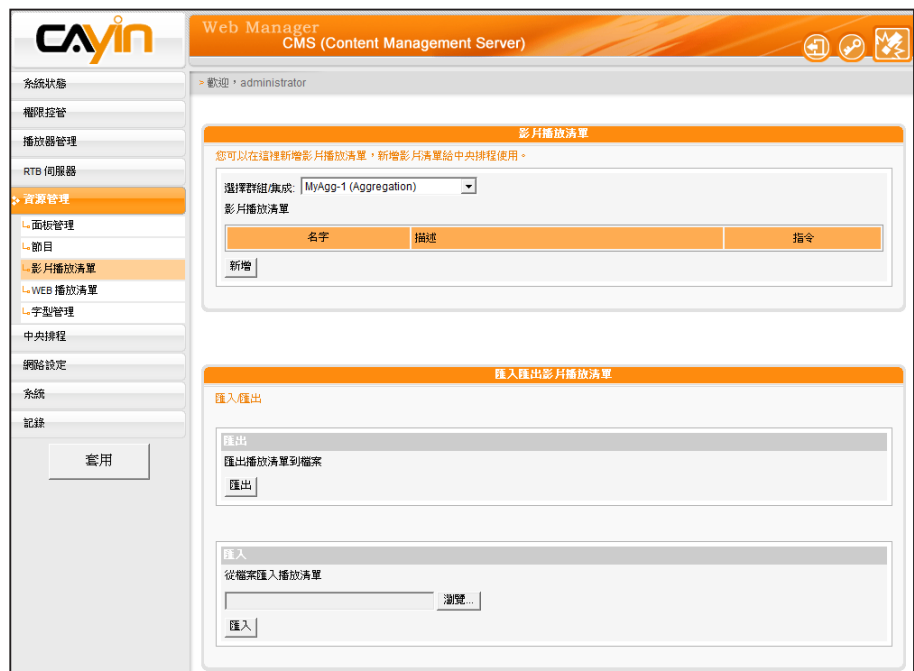 CAYIN
Web Manager
CMS (Content Management Server)
系統狀態
權限控管
播放器管理
RTB 伺服器
資源管理
面板管理
節目
影片播放清單
WEB 播放清單
字型管理
中央排程
網路設定
系統
記錄
套用
> 歡迎，administrator
影片播放清單
您可以在這裡新增影片播放清單，新增影片清單給中央排程使用。
選擇群組/集成: MyAgg-1 (Aggregation)
影片播放清單
名字 描述 指令
新增
匯入匯出影片播放清單
匯入/匯出
匯出
匯出播放清單到檔案
匯出
匯入
從檔案匯入播放清單
瀏覽...
匯入